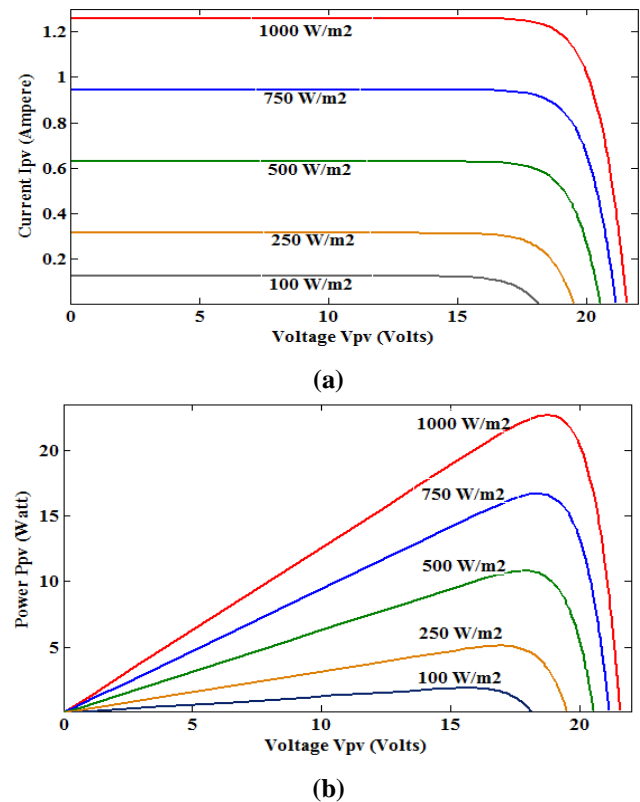 1.2
1
0.8
0.6
0.4
0.2
Current Ipv (Ampere)
1000 W/m2
750 W/m2
500 W/m2
250 W/m2
100 W/m2
0 5 10 15 20
Voltage Vpv (Volts)
(a)
20
15
10
5
Power Ppv (Watt)
1000 W/m2
750 W/m2
500 W/m2
250 W/m2
100 W/m2
0 5 10 15 20
Voltage Vpv (Volts)
(b)